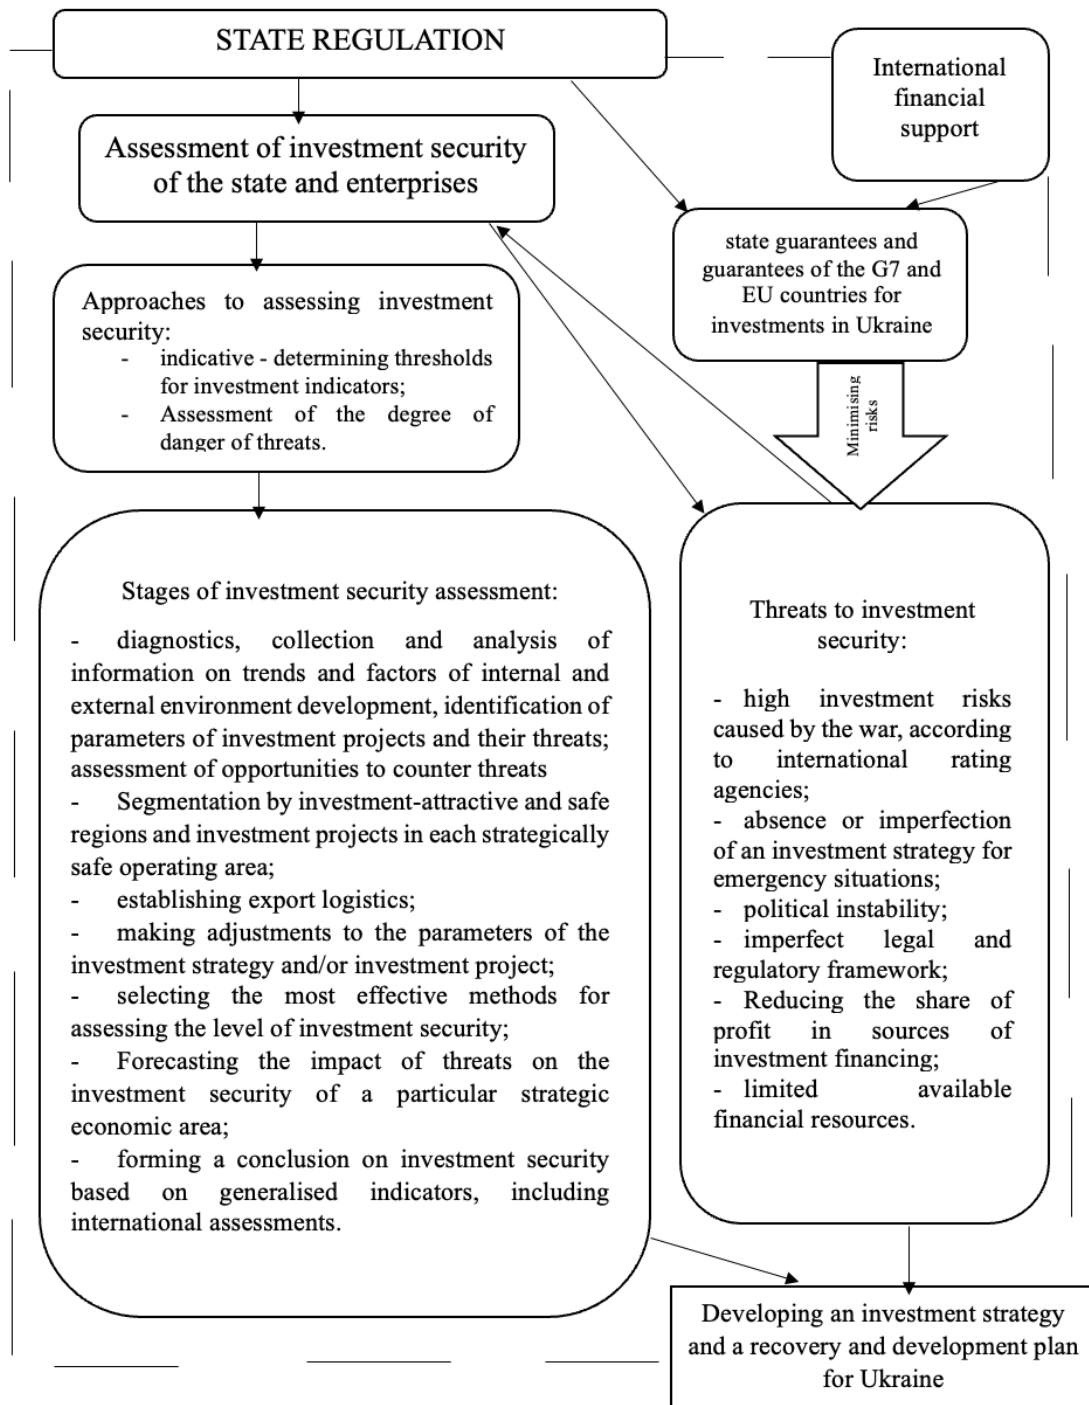 STATE REGULATION
International
financial
support
Assessment of investment security
of the state and enterprises
state guarantees and
guarantees of the G7 and
EU countries for
investments in Ukraine
Approaches to assessing investment
security:
- indicative - determining thresholds
for investment indicators;
- Assessment of the degree of
danger of threats.
Minimising
risks
Stages of investment security assessment:
- diagnostics, collection and analysis of
information on trends and factors of internal and
external environment development, identification of
parameters of investment projects and their threats;
assessment of opportunities to counter threats
- Segmentation by investment-attractive and safe
regions and investment projects in each strategically
safe operating area;
- establishing export logistics;
- making adjustments to the parameters of the
investment strategy and/or investment project;
- selecting the most effective methods for
assessing the level of investment security;
- Forecasting the impact of threats on the
investment security of a particular strategic
economic area;
- forming a conclusion on investment security
based on generalised indicators, including
international assessments.
Threats to investment
security:
- high investment risks
caused by the war, according
to international rating
agencies;
- absence or imperfection
of an investment strategy for
emergency situations;
- political instability;
- imperfect legal and
regulatory framework;
- Reducing the share of
profit in sources of
investment financing;
- limited available
financial resources.
Developing an investment strategy
and a recovery and development plan
for Ukraine